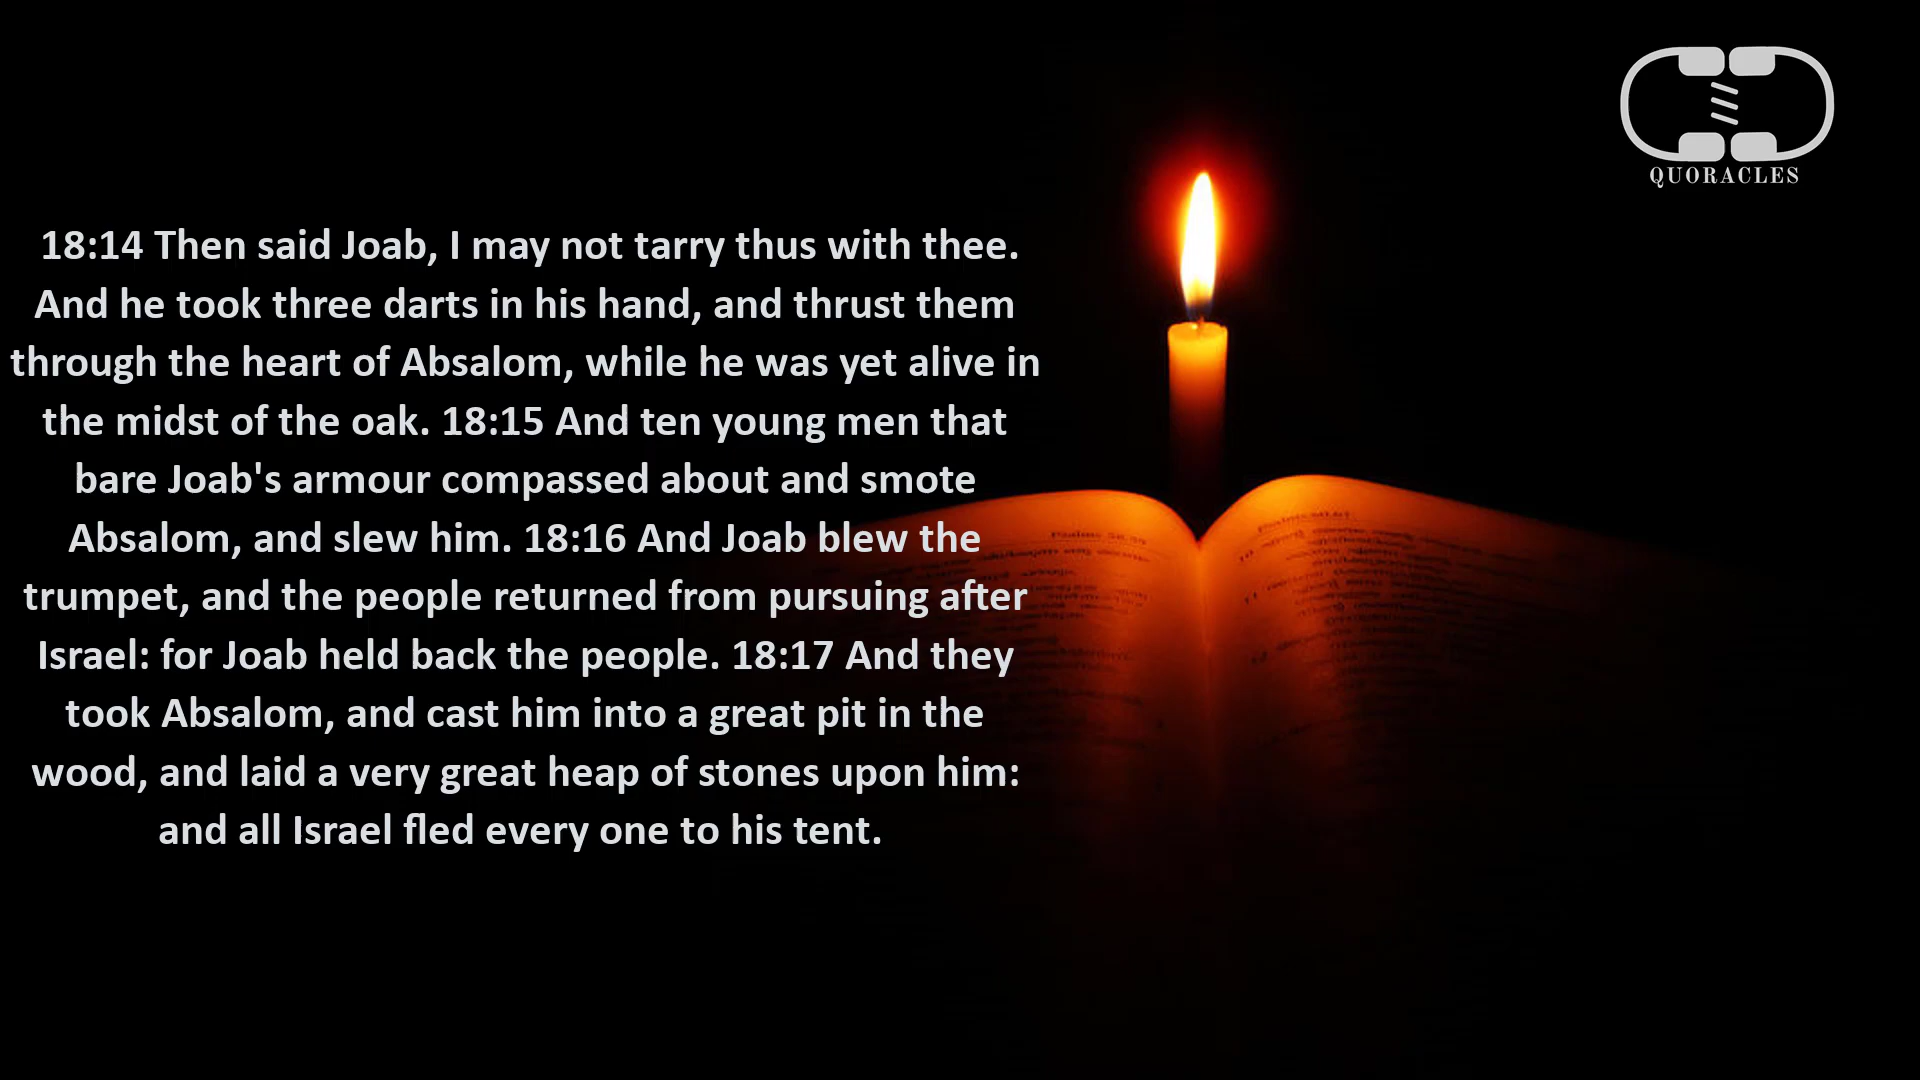 QUORACLES
18:14 Then said Joab, I may not tarry thus with thee.
And he took three darts in his hand, and thrust them
through the heart of Absalom, while he was yet alive in
the midst of the oak. 18:15 And ten young men that
bare Joab's armour compassed about and smote
Absalom, and slew him. 18:16 And Joab blew the
trumpet, and the people returned from pursuing after
Israel: for Joab held back the people. 18:17 And they
took Absalom, and cast him into a great pit in the
wood, and laid a very great heap of stones upon him:
and all Israel fled every one to his tent.